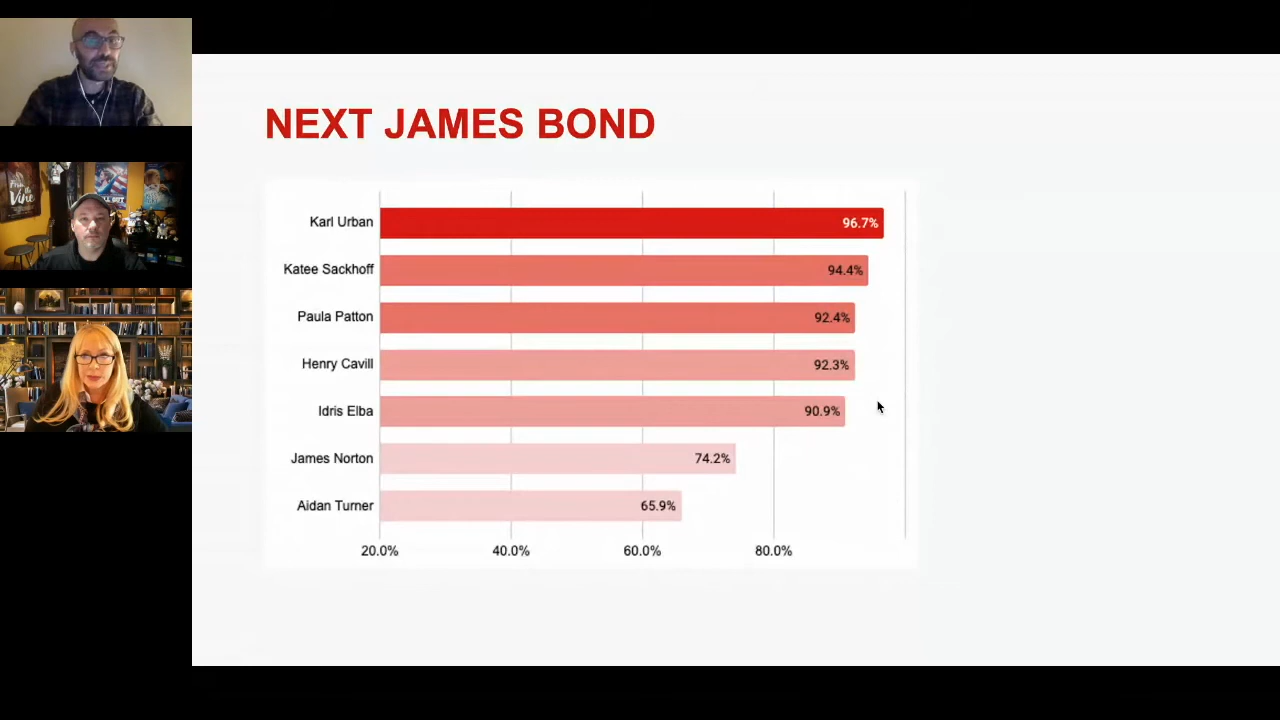 NEXT JAMES BOND
Karl Urban 96.7%
Katee Sackhoff 94.4%
Paula Patton 92.4%
Henry Cavill 92.3%
Idris Elba 90.9%
James Norton 74.2%
Aidan Turner 65.9%
20.0% 40.0% 60.0% 80.0%
Vine